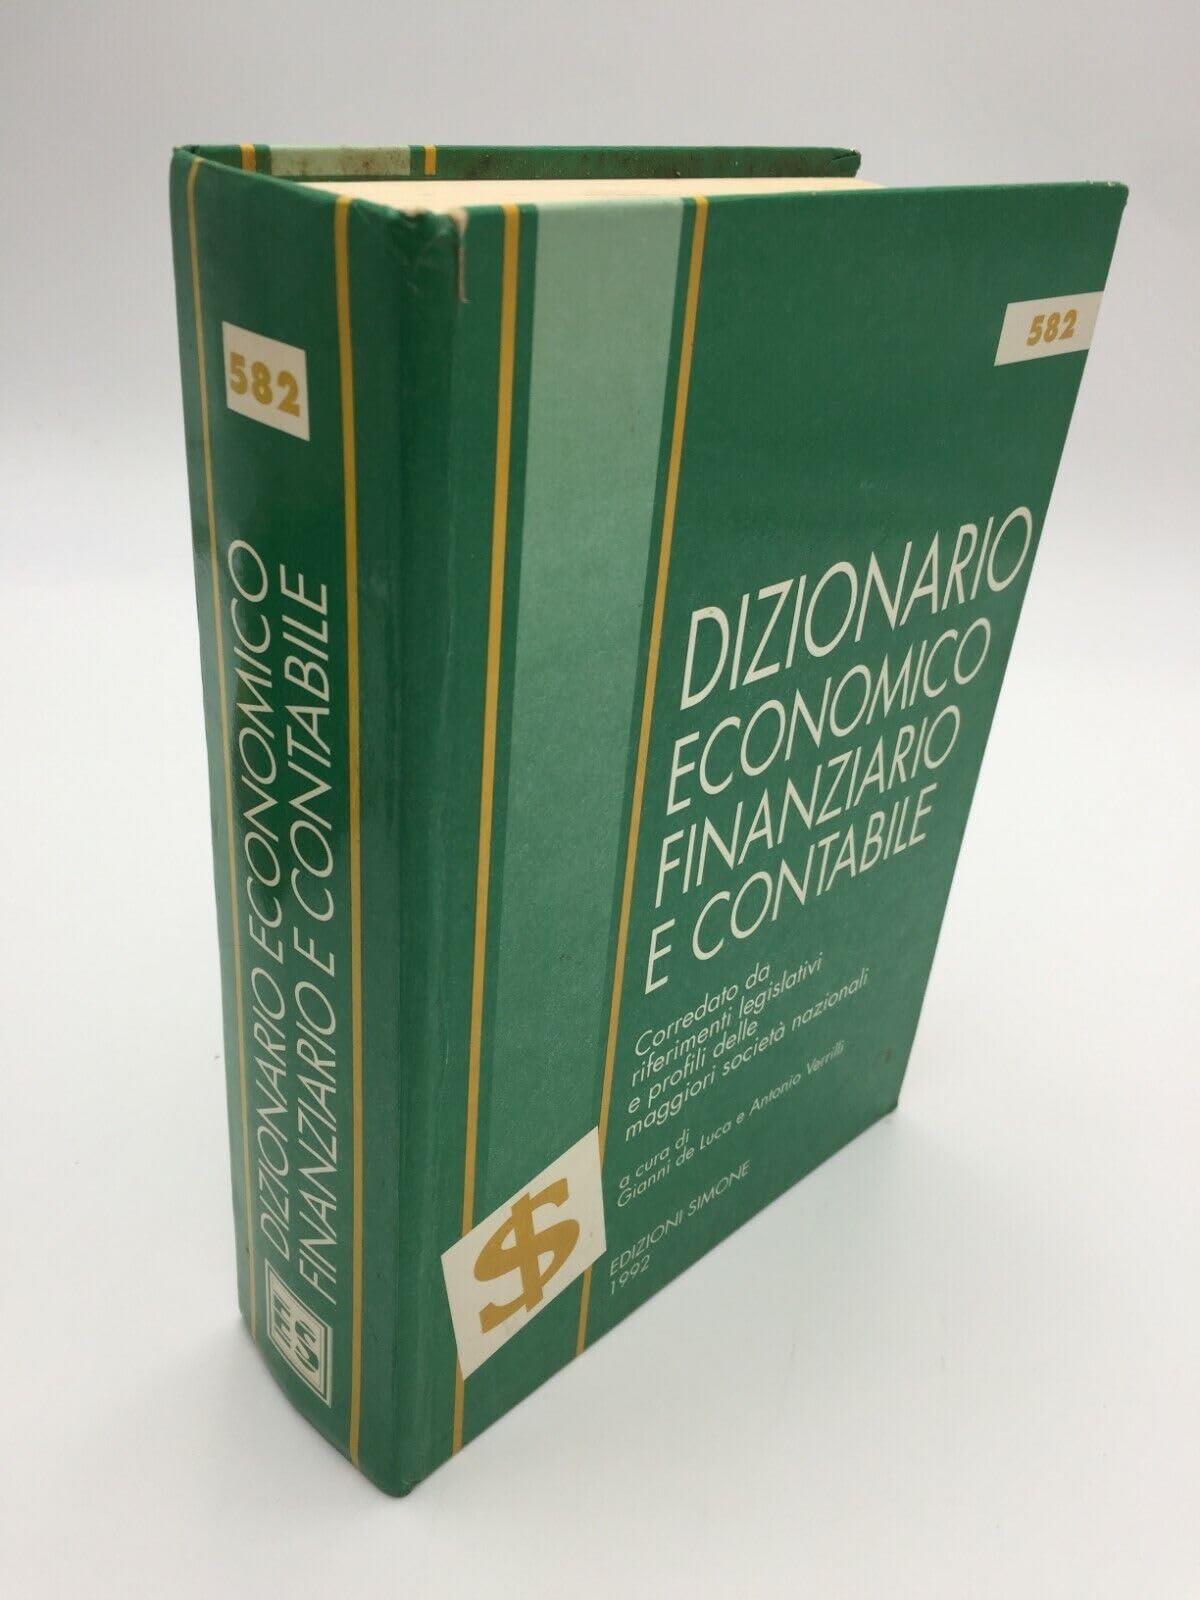 582
DIZIONARIO ECONOMICO
FINANZIARIO E CONTABILE
ES
582
DIZIONARIO
ECONOMICO
FINANZIARIO
E CONTABILE
Corredato da
riferimenti legislativi
e profili delle
maggiori società nazionali
a cura di
Gianni de Luca e Antonio Verrilli
$
EDIZIONI SIMONE
1992